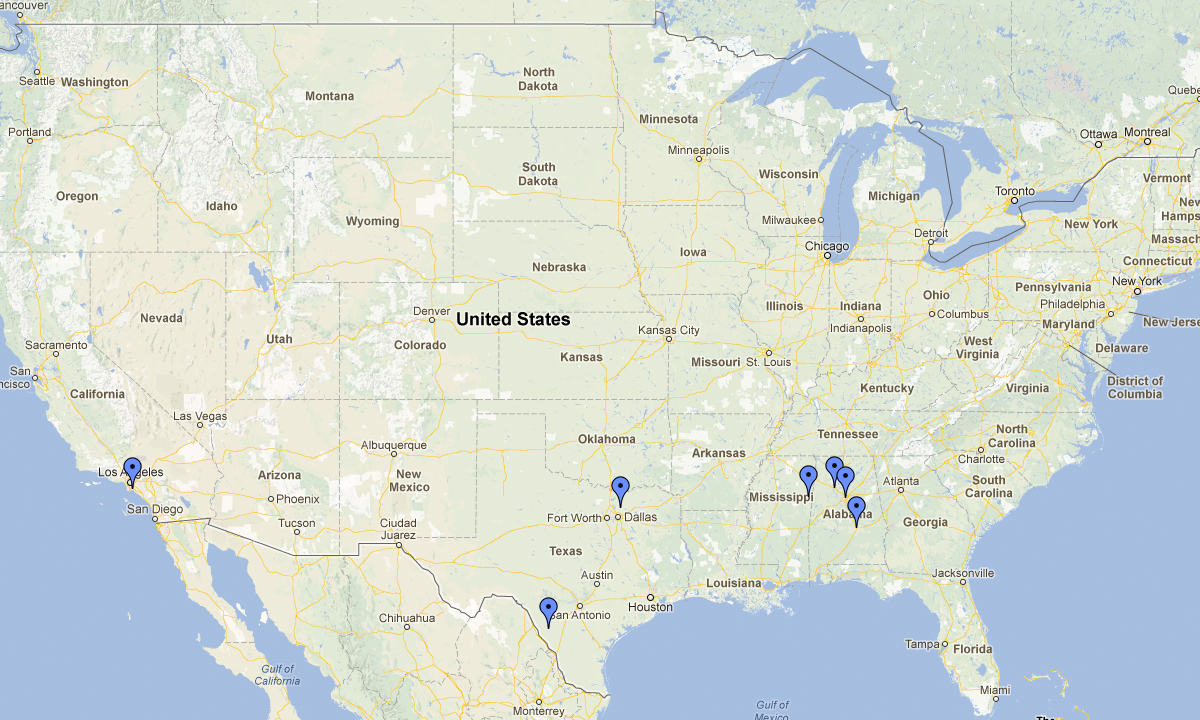 ancouver
Seattle
Washington
Montana
North
Dakota
Minnesota
Quebe
Portland
Minneapolis
Ottawa
Montreal
Oregon
Idaho
South
Dakota
Wisconsin
Michigan
Toronto
Vermont
Wyoming
Milwaukee
Detroit
New York
New
Hamps
Massach
Chicago
Iowa
Nebraska
Connecticut
Pennsylvania
New York
Nevada
Utah
Denver
United States
Illinois
Indiana
Ohio
Columbus
Philadelphia
Maryland
New Jerse
Sacramento
Colorado
Kansas City
Indianapolis
West
Virginia
Delaware
San
ncisco
California
Kansas
Missouri
St. Louis
Kentucky
Virginia
District of
Columbia
Las Vegas
Albuquerque
Oklahoma
Arkansas
Tennessee
North
Carolina
Charlotte
Los Angeles
Arizona
New
Mexico
Mississippi
Atlanta
South
Carolina
Phoenix
San Diego
Tucson
Ciudad
Juarez
Fort Worth
Dallas
Alabama
Georgia
Texas
Austin
Louisiana
Jacksonville
Chihuahua
San Antonio
Houston
Tampa
Florida
Gulf of
California
Monterrey
Gulf of
Mexico
Miami
The